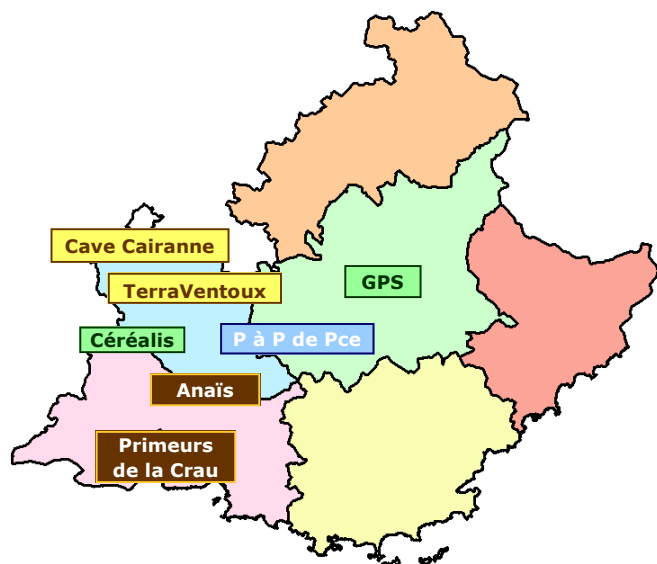 Cave Cairanne
TerraVentoux
GPS
Céréalis
P à P de Pce
Anaïs
Primeurs
de la Crau